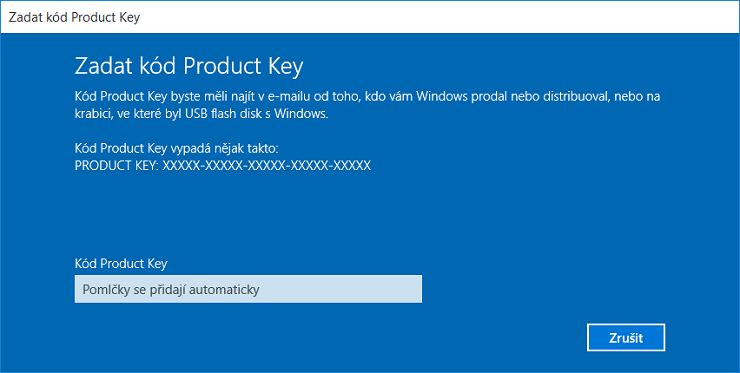 Zadat kód Product Key
Zadat kód Product Key
Kód Product Key byste měli najít v e-mailu od toho, kdo vám Windows prodal nebo distribuoval, nebo na
krabici, ve které byl USB flash disk s Windows.
Kód Product Key vypadá nějak takto:
PRODUCT KEY: XXXXX-XXXXX-XXXXX-XXXXX-XXXXX
Kód Product Key
Pomlčky se přidají automaticky
Zrušit